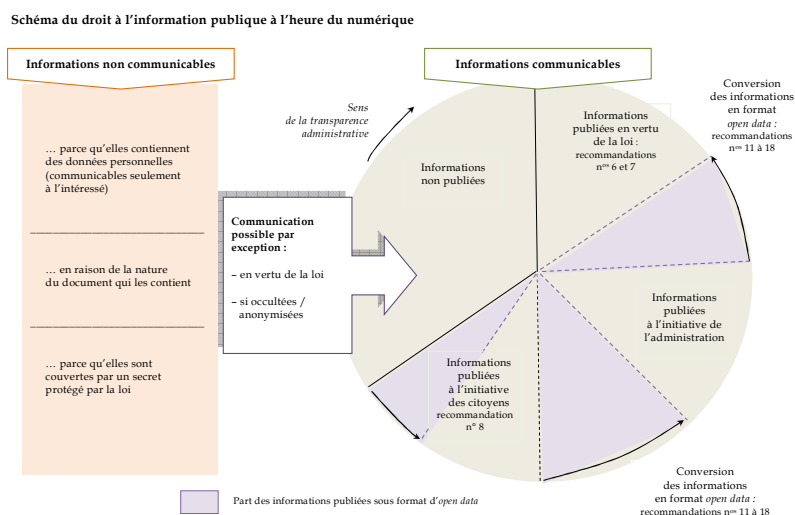 Schéma du droit à l'information publique à l'heure du numérique
Informations non communicables
… parce qu'elles contiennent
des données personnelles
(communicables seulement
à l'intéressé)
… en raison de la nature
du document qui les contient
… parce qu'elles sont
couvertes par un secret
protégé par la loi
Communication
possible par
exception :
– en vertu de la loi
– si occultées /
anonymisées
Informations communicables
Sens
de la transparence
administrative
Informations
non publiées
Informations
publiées en vertu
de la loi :
recommandations
nos 6 et 7
Conversion
des informations
en format
open data :
recommandations
nos 11 à 18
Informations
publiées
à l'initiative de
l'administration
Informations
publiées
à l'initiative
des citoyens
recommandation
n° 8
Conversion
des informations
en format open data :
recommandations nos 11 à 18
Part des informations publiées sous format d'open data